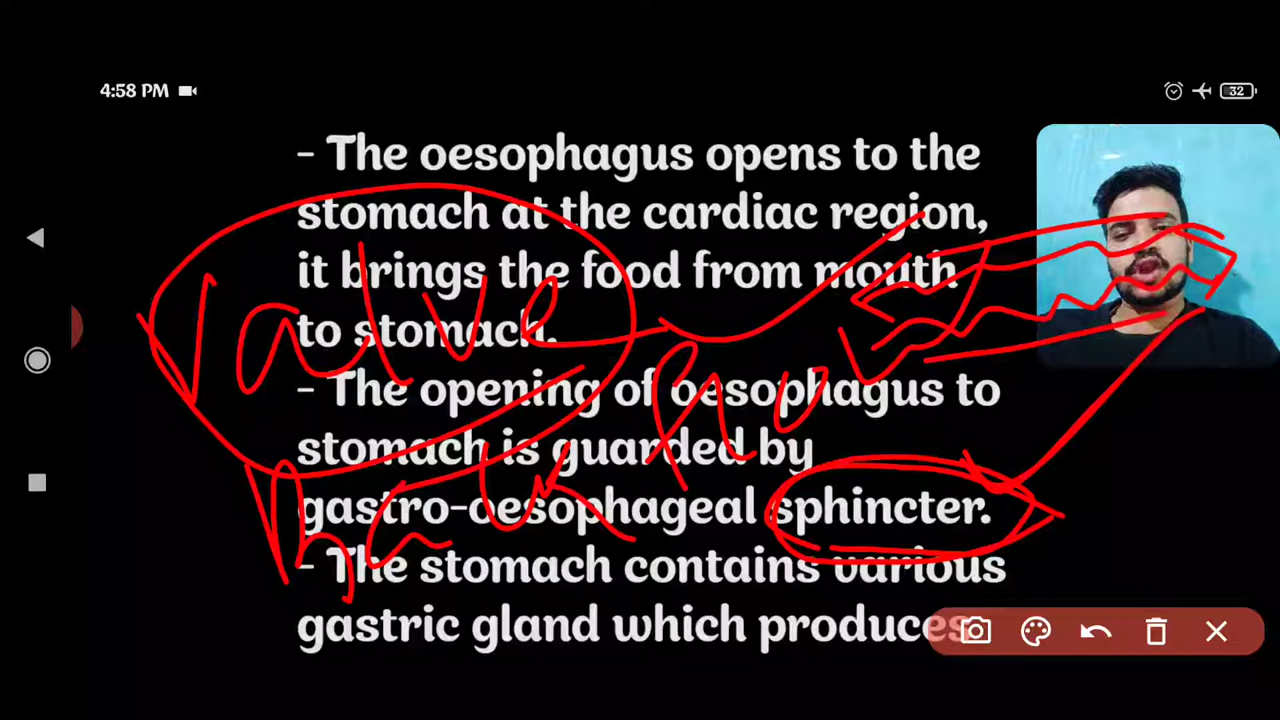 4:58 PM
32
- The oesophagus opens to the
stomach at the cardiac region,
it brings the food from mouth
to stomach.
- The opening of oesophagus to
stomach is guarded by
gastro-oesophageal sphincter.
- The stomach contains various
gastric gland which produces
Valve